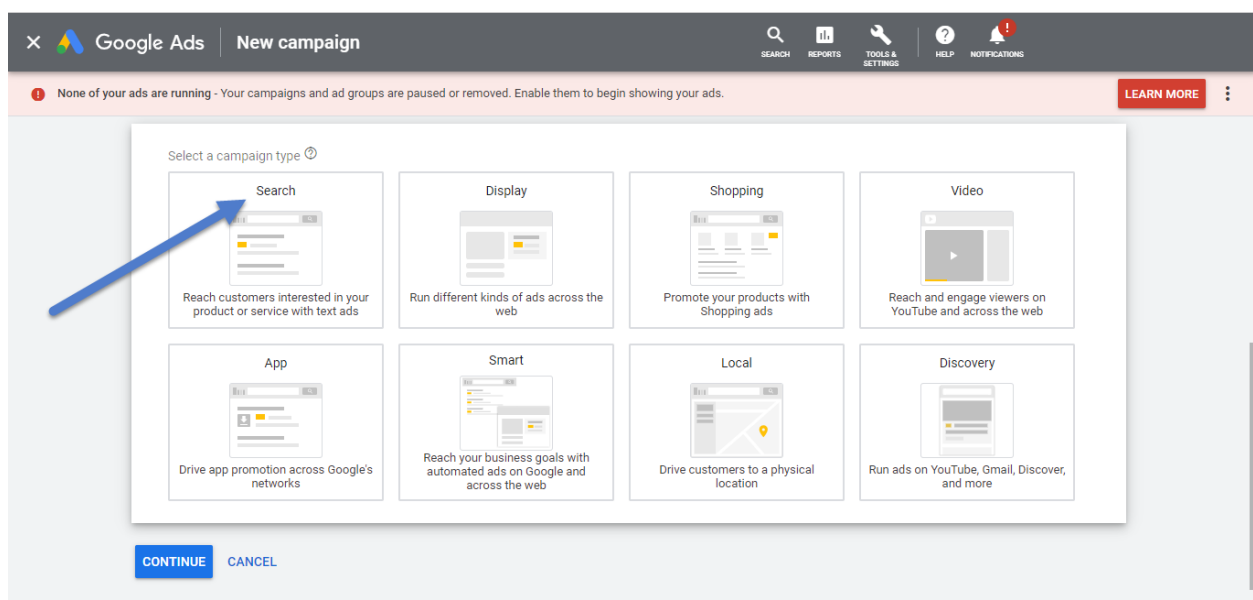 Google Ads New campaign
SEARCH REPORTS TOOLS & SETTINGS HELP NOTIFICATIONS
None of your ads are running - Your campaigns and ad groups are paused or removed. Enable them to begin showing your ads. LEARN MORE
Select a campaign type
Search
Reach customers interested in your
product or service with text ads
Display
Run different kinds of ads across the
web
Shopping
Promote your products with
Shopping ads
Video
Reach and engage viewers on
YouTube and across the web
App
Drive app promotion across Google's
networks
Smart
Reach your business goals with
automated ads on Google and
across the web
Local
Drive customers to a physical
location
Discovery
Run ads on YouTube, Gmail, Discover,
and more
CONTINUE CANCEL